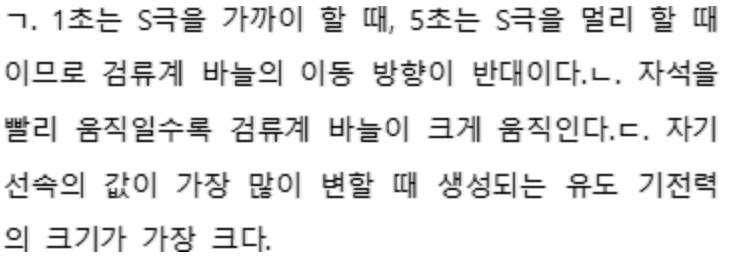 ㄱ. 1초는 S극을 가까이 할 때, 5초는 S극을 멀리 할 때
이므로 검류계 바늘의 이동 방향이 반대이다.ㄴ. 자석을
빨리 움직일수록 검류계 바늘이 크게 움직인다.ㄷ. 자기
선속의 값이 가장 많이 변할 때 생성되는 유도 기전력
의 크기가 가장 크다.